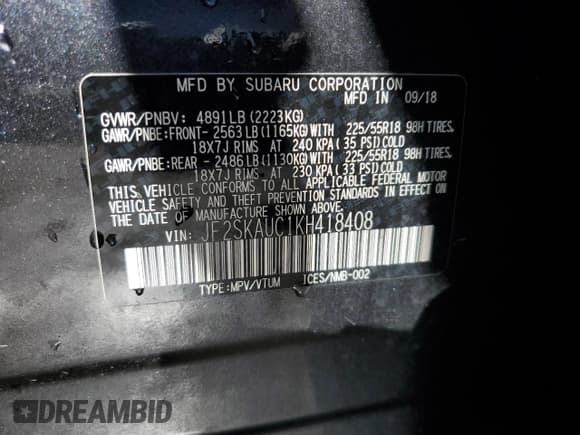 MFD BY SUBARU CORPORATION
MFD IN 09/18
GVWR/PNBV: 4891LB (2223KG)
GAWR/PNBE:FRONT- 2563LB(1165KG)WITH 225/55R18 98H TIRES,
18X7J RIMS AT 240 KPA( 35 PSI) COLD
GAWR/PNBE:REAR - 2486LB(1130KG)WITH 225/55R18 98H TIRES,
18X7J RIMS AT 230 KPA( 33 PSI) COLD
THIS VEHICLE CONFORMS TO ALL APPLICABLE FEDERAL MOTOR
VEHICLE SAFETY AND THEFT PREVENTION STANDARDS IN EFFECT ON
THE DATE OF MANUFACTURE SHOWN ABOVE.
VIN: JF2SKAUC1KH418408
TYPE:MPV/VTUM ICES/NMB-002
DREAMBID